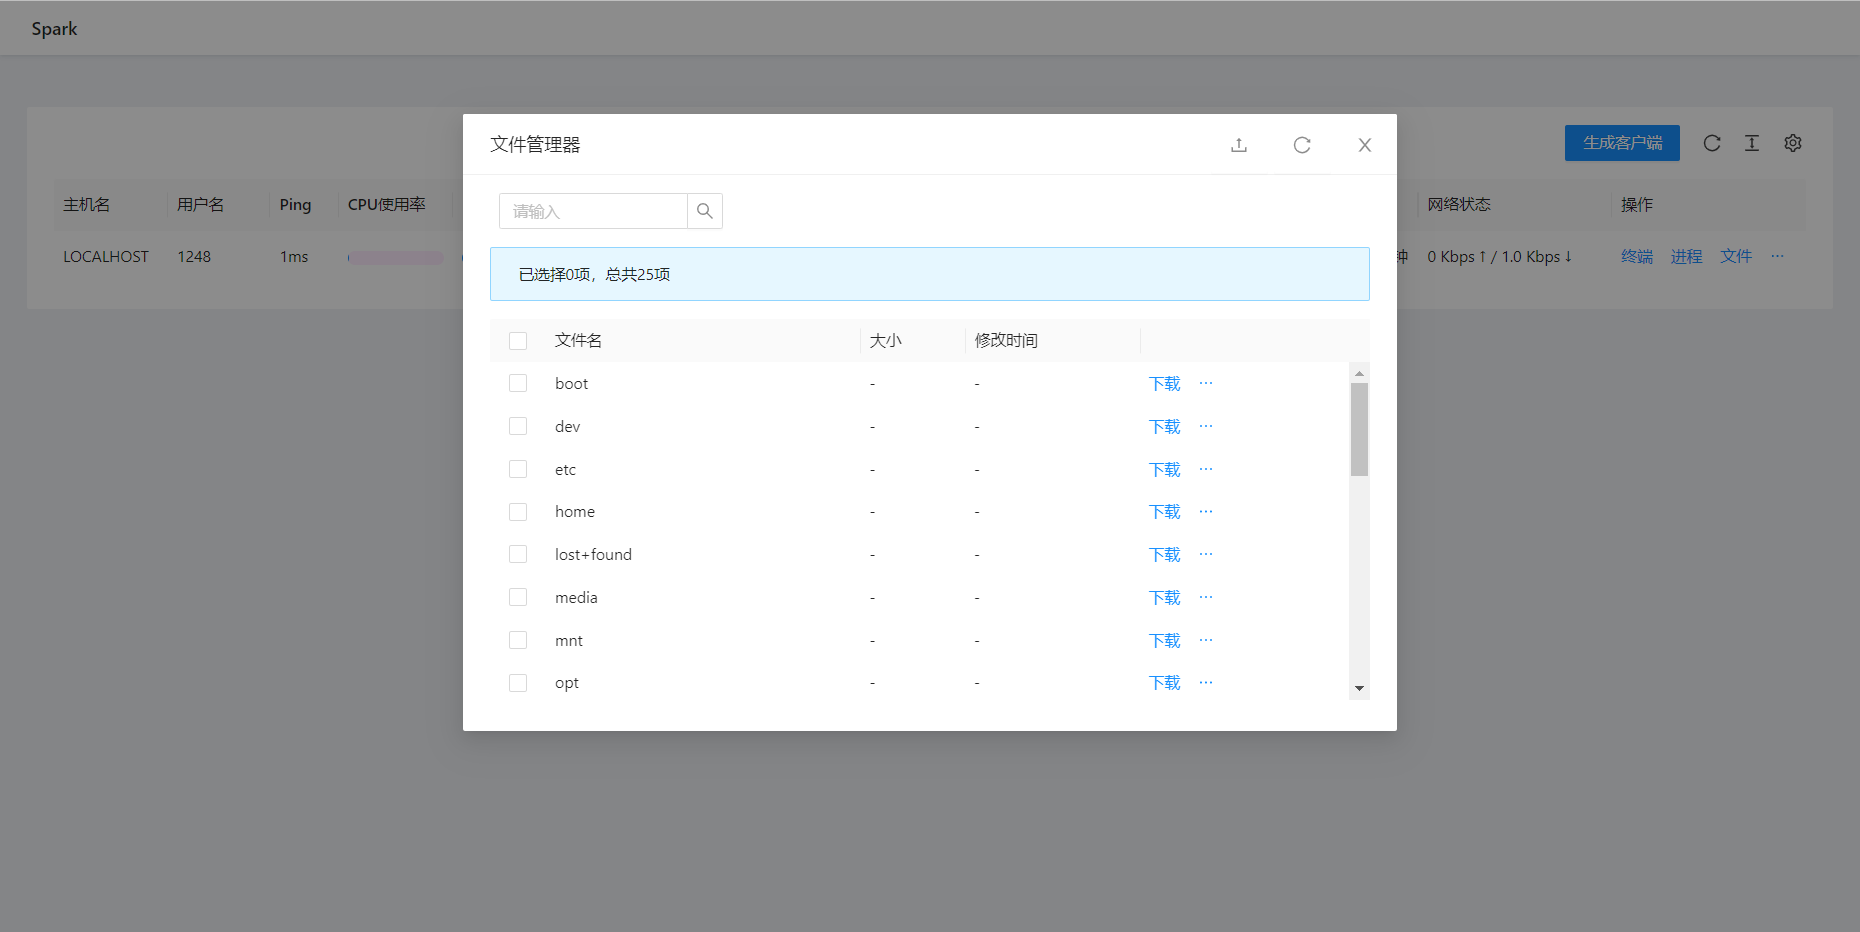 Spark
文件管理器
生成客户端
主机名 用户名 Ping CPU使用率 网络状态 操作
请输入
LOCALHOST 1248 1ms 钟 0 Kbps↑ / 1.0 Kbps↓ 终端 进程 文件 ···
已选择0项，总共25项
文件名 大小 修改时间
boot - - 下载 ···
dev - - 下载 ···
etc - - 下载 ···
home - - 下载 ···
lost+found - - 下载 ···
media - - 下载 ···
mnt - - 下载 ···
opt - - 下载 ···